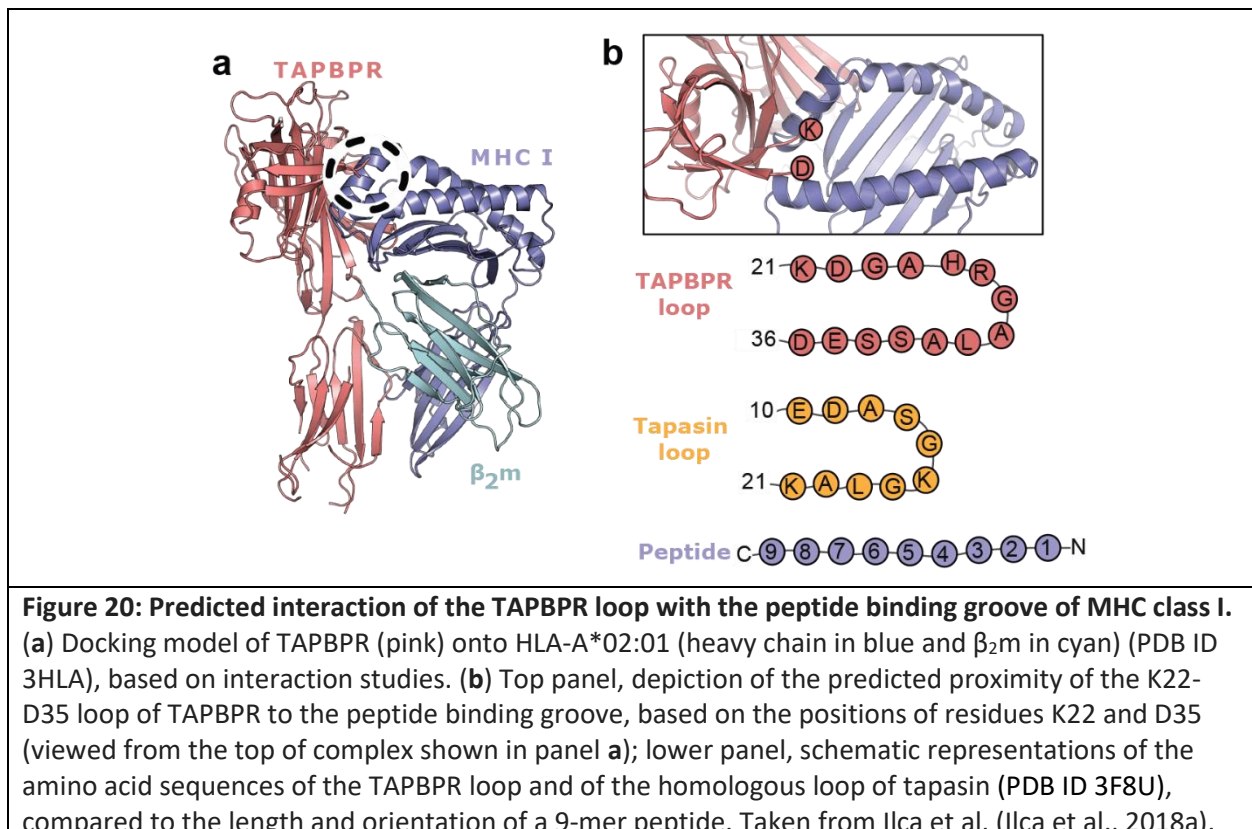 a
TAPBPR
MHC I
β2m
b
K
D
TAPBPR loop
21 K D G A H R G A L A S S E D 36
Tapasin loop
10 E D A S G K G L A K 21
Peptide
C 9 8 7 6 5 4 3 2 1 N
Figure 20: Predicted interaction of the TAPBPR loop with the peptide binding groove of MHC class I.
(a) Docking model of TAPBPR (pink) onto HLA-A*02:01 (heavy chain in blue and β2m in cyan) (PDB ID
3HLA), based on interaction studies. (b) Top panel, depiction of the predicted proximity of the K22-
D35 loop of TAPBPR to the peptide binding groove, based on the positions of residues K22 and D35
(viewed from the top of complex shown in panel a); lower panel, schematic representations of the
amino acid sequences of the TAPBPR loop and of the homologous loop of tapasin (PDB ID 3F8U),
compared to the length and orientation of a 9-mer peptide. Taken from Ilca et al. (Ilca et al., 2018a).